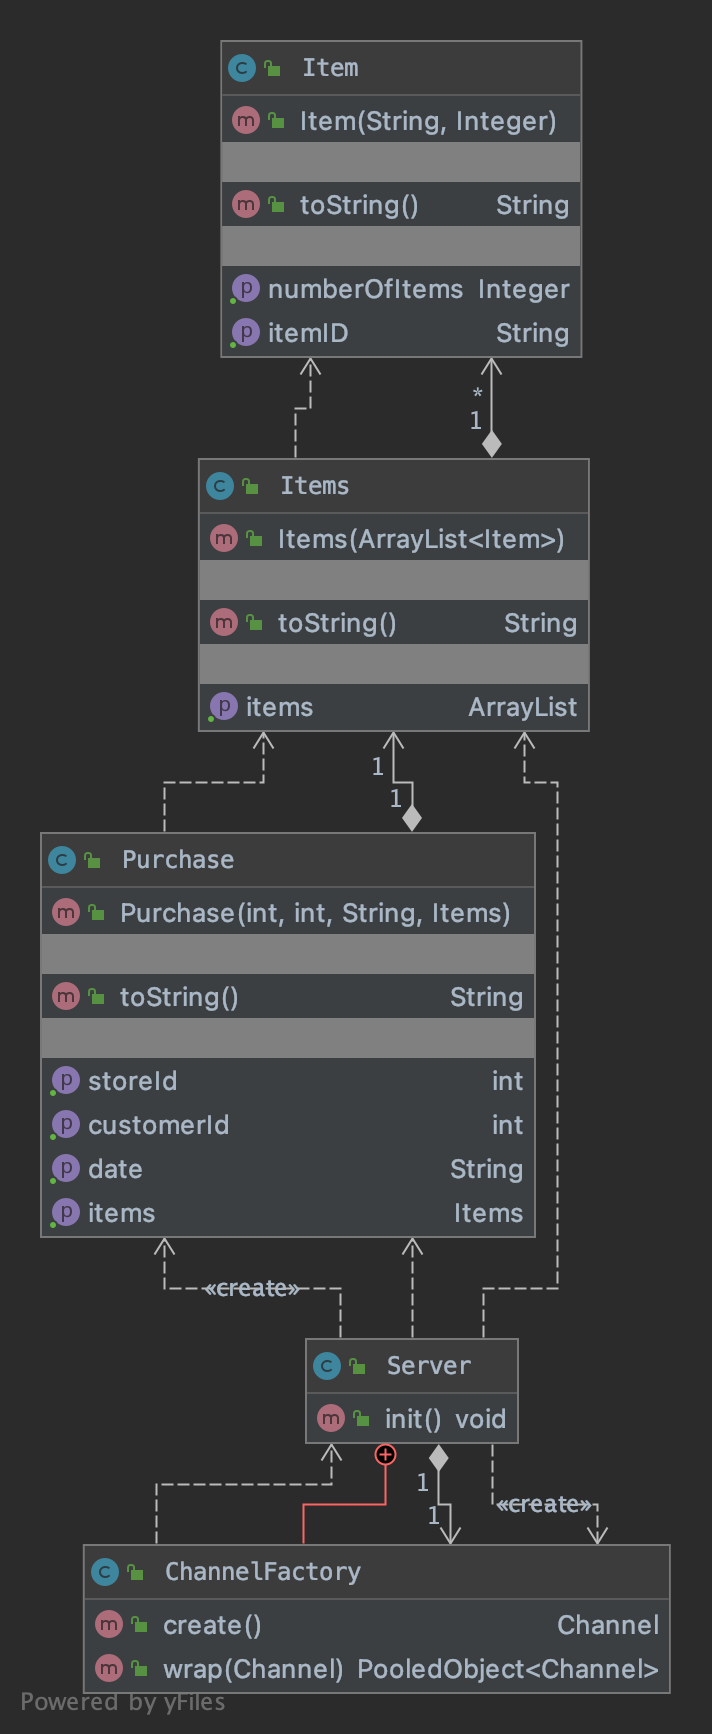 C Item
m Item(String, Integer)
m toString() String
p numberOfItems Integer
p itemID String
*
1
C Items
m Items(ArrayList<Item>)
m toString() String
p items ArrayList
1
1
C Purchase
m Purchase(int, int, String, Items)
m toString() String
p storeId int
p customerId int
p date String
p items Items
«create»
C Server
m init() void
1
«create»
1
C ChannelFactory
m create() Channel
m wrap(Channel) PooledObject<Channel>
Powered by yFiles